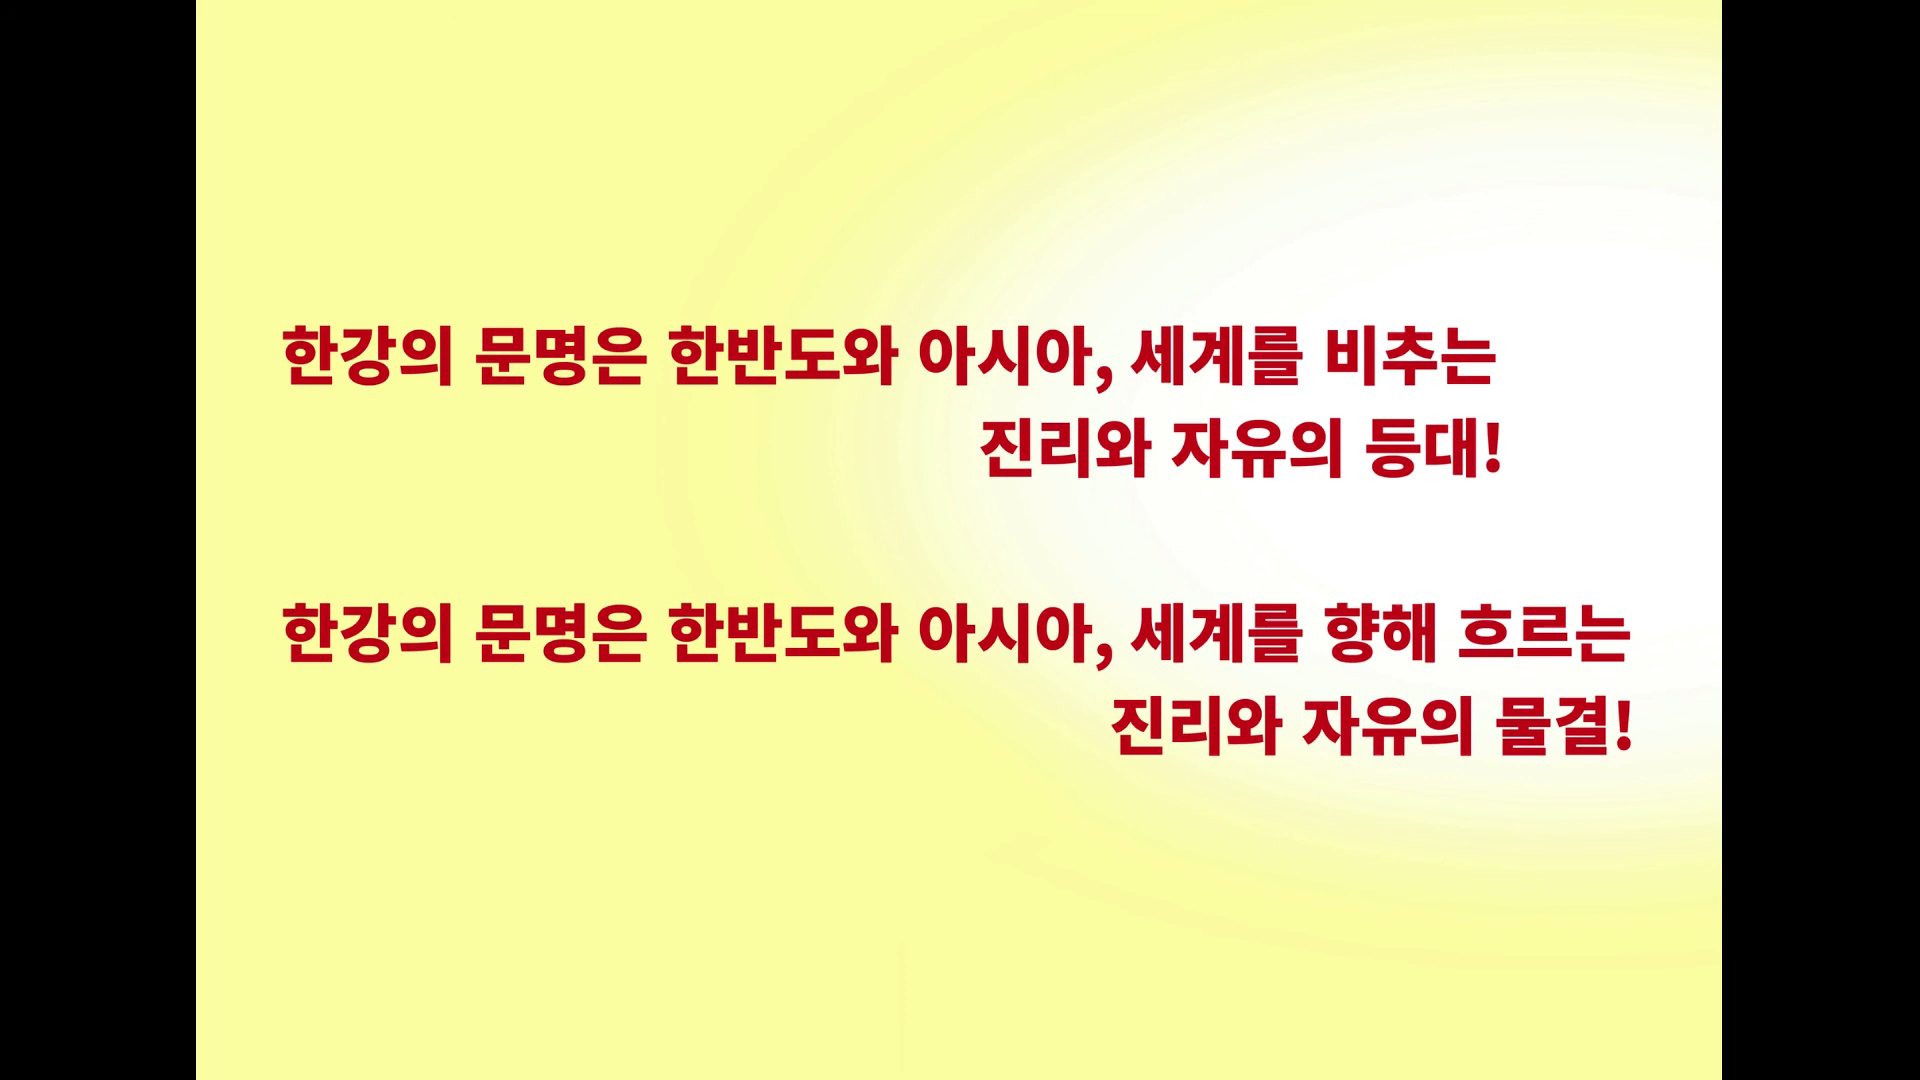 한강의 문명은 한반도와 아시아, 세계를 비추는
진리와 자유의 등대!
한강의 문명은 한반도와 아시아, 세계를 향해 흐르는
진리와 자유의 물결!